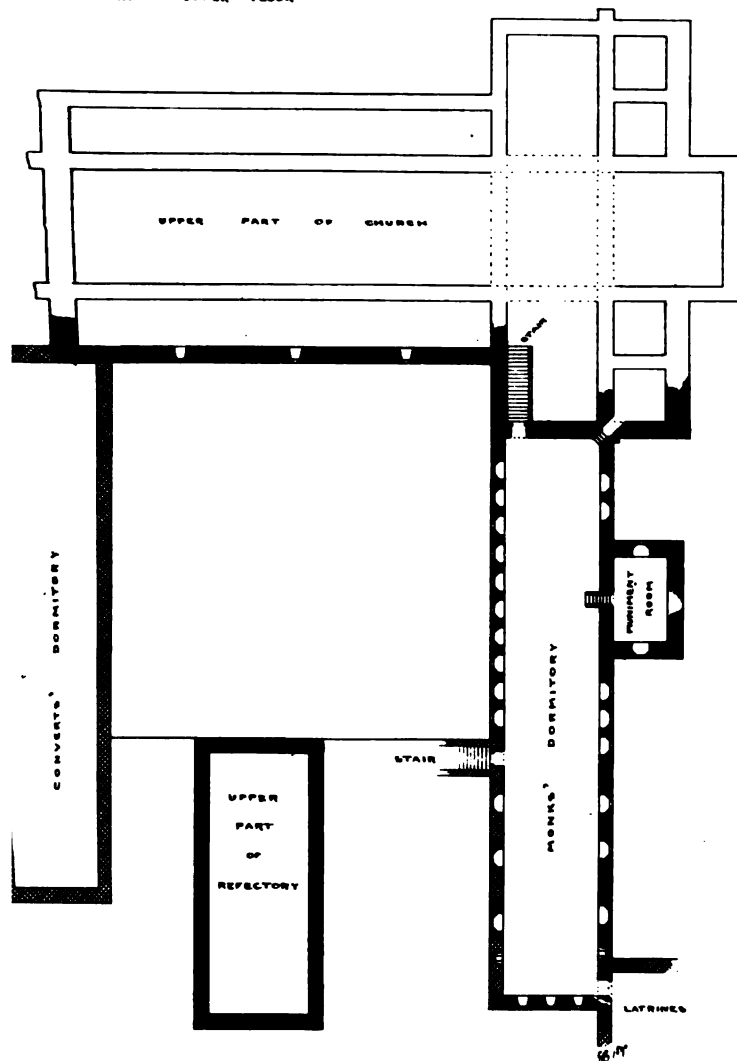 UPPER PART OF CHURCH
STAIR
CONVERTS' DORMITORY
MUNIMENT
ROOM
MONKS' DORMITORY
STAIR
UPPER
PART
OF
REFECTORY
LATRINES